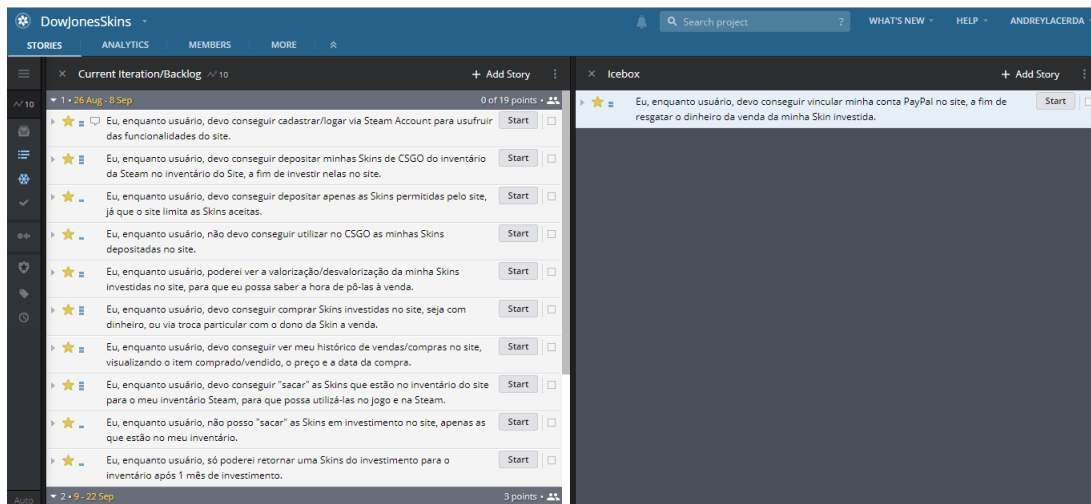 DowJonesSkins
Search project
?
WHAT'S NEW
HELP
ANDREYLACERDA
STORIES
ANALYTICS
MEMBERS
MORE
Current Iteration/Backlog
10
+ Add Story
Icebox
+ Add Story
10
1 • 26 Aug - 8 Sep
0 of 19 points •
Eu, enquanto usuário, devo conseguir cadastrar/logar via Steam Account para usufruir
das funcionalidades do site.
Start
Eu, enquanto usuário, devo conseguir depositar minhas Skins de CSGO do inventário
da Steam no inventário do Site, a fim de investir nelas no site.
Start
Eu, enquanto usuário, devo conseguir depositar apenas as Skins permitidas pelo site,
já que o site limita as Skins aceitas.
Start
Eu, enquanto usuário, não devo conseguir utilizar no CSGO as minhas Skins
depositadas no site.
Start
Eu, enquanto usuário, poderei ver a valorização/desvalorização da minha Skins
investidas no site, para que eu possa saber a hora de pô-las à venda.
Start
Eu, enquanto usuário, devo conseguir comprar Skins investidas no site, seja com
dinheiro, ou via troca particular com o dono da Skin a venda.
Start
Eu, enquanto usuário, devo conseguir ver meu histórico de vendas/compras no site,
visualizando o item comprado/vendido, o preço e a data da compra.
Start
Eu, enquanto usuário, devo conseguir "sacar" as Skins que estão no inventário do site
para o meu inventário Steam, para que possa utilizá-las no jogo e na Steam.
Start
Eu, enquanto usuário, não posso "sacar" as Skins em investimento no site, apenas as
que estão no meu inventário.
Start
Eu, enquanto usuário, só poderei retornar uma Skins do investimento para o
inventário após 1 mês de investimento.
Start
2 • 9 - 22 Sep
3 points •
Auto
Eu, enquanto usuário, devo conseguir vincular minha conta PayPal no site, a fim de
resgatar o dinheiro da venda da minha Skin investida.
Start